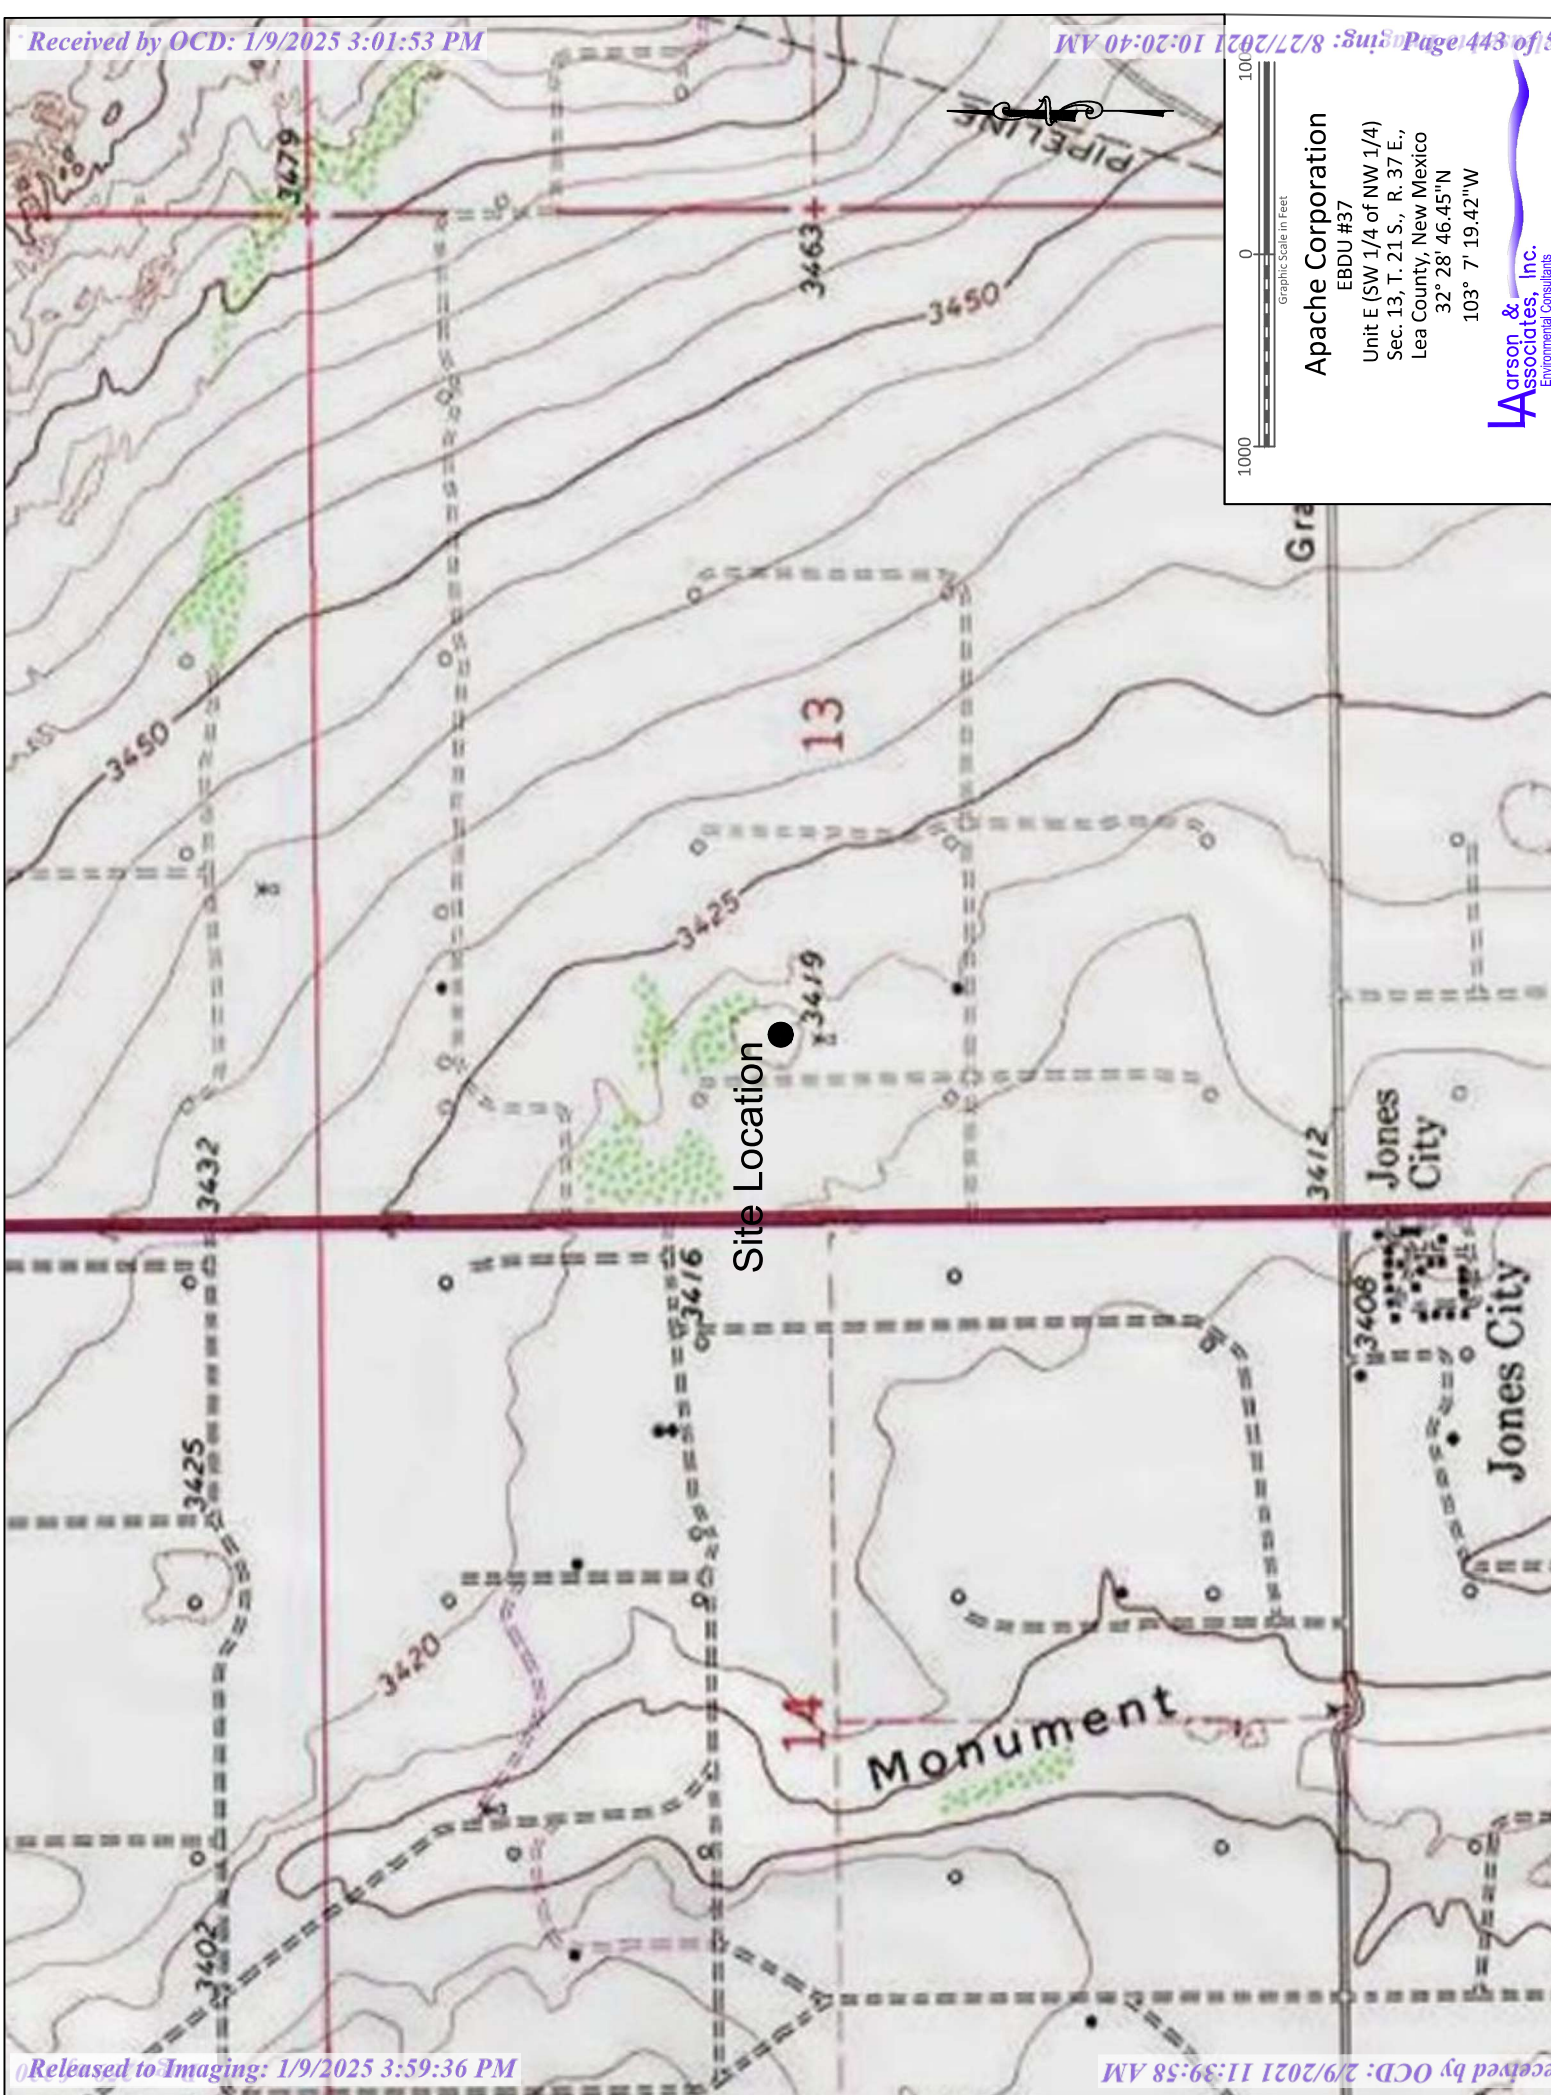 Received by OCD: 1/9/2025 3:01:53 PM
ging: 8/27/2021 10:20:40 AM
Page 443 of
PIPELINE
3479
3463
3450
3450
13
3425
3419
Site Location
3432
3412
Jones
City
3416
3408
Jones City
3425
3420
14
Monument
3402
Gra
1000
0
Graphic Scale in Feet
Apache Corporation
EBDU #37
Unit E (SW 1/4 of NW 1/4)
Sec. 13, T. 21 S., R. 37 E.,
Lea County, New Mexico
32° 28' 46.45"N
103° 7' 19.42"W
Larson &
Associates, Inc.
Environmental Consultants
Released to Imaging: 1/9/2025 3:59:36 PM
ceived by OCD: 2/9/2021 11:39:58 AM